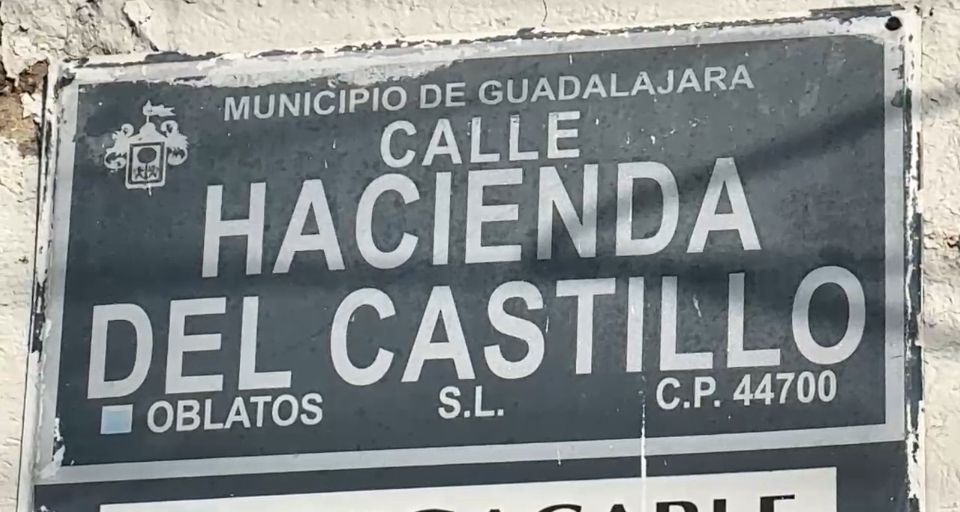 MUNICIPIO DE GUADALAJARA
CALLE
HACIENDA
DEL CASTILLO
OBLATOS S.L. C.P. 44700